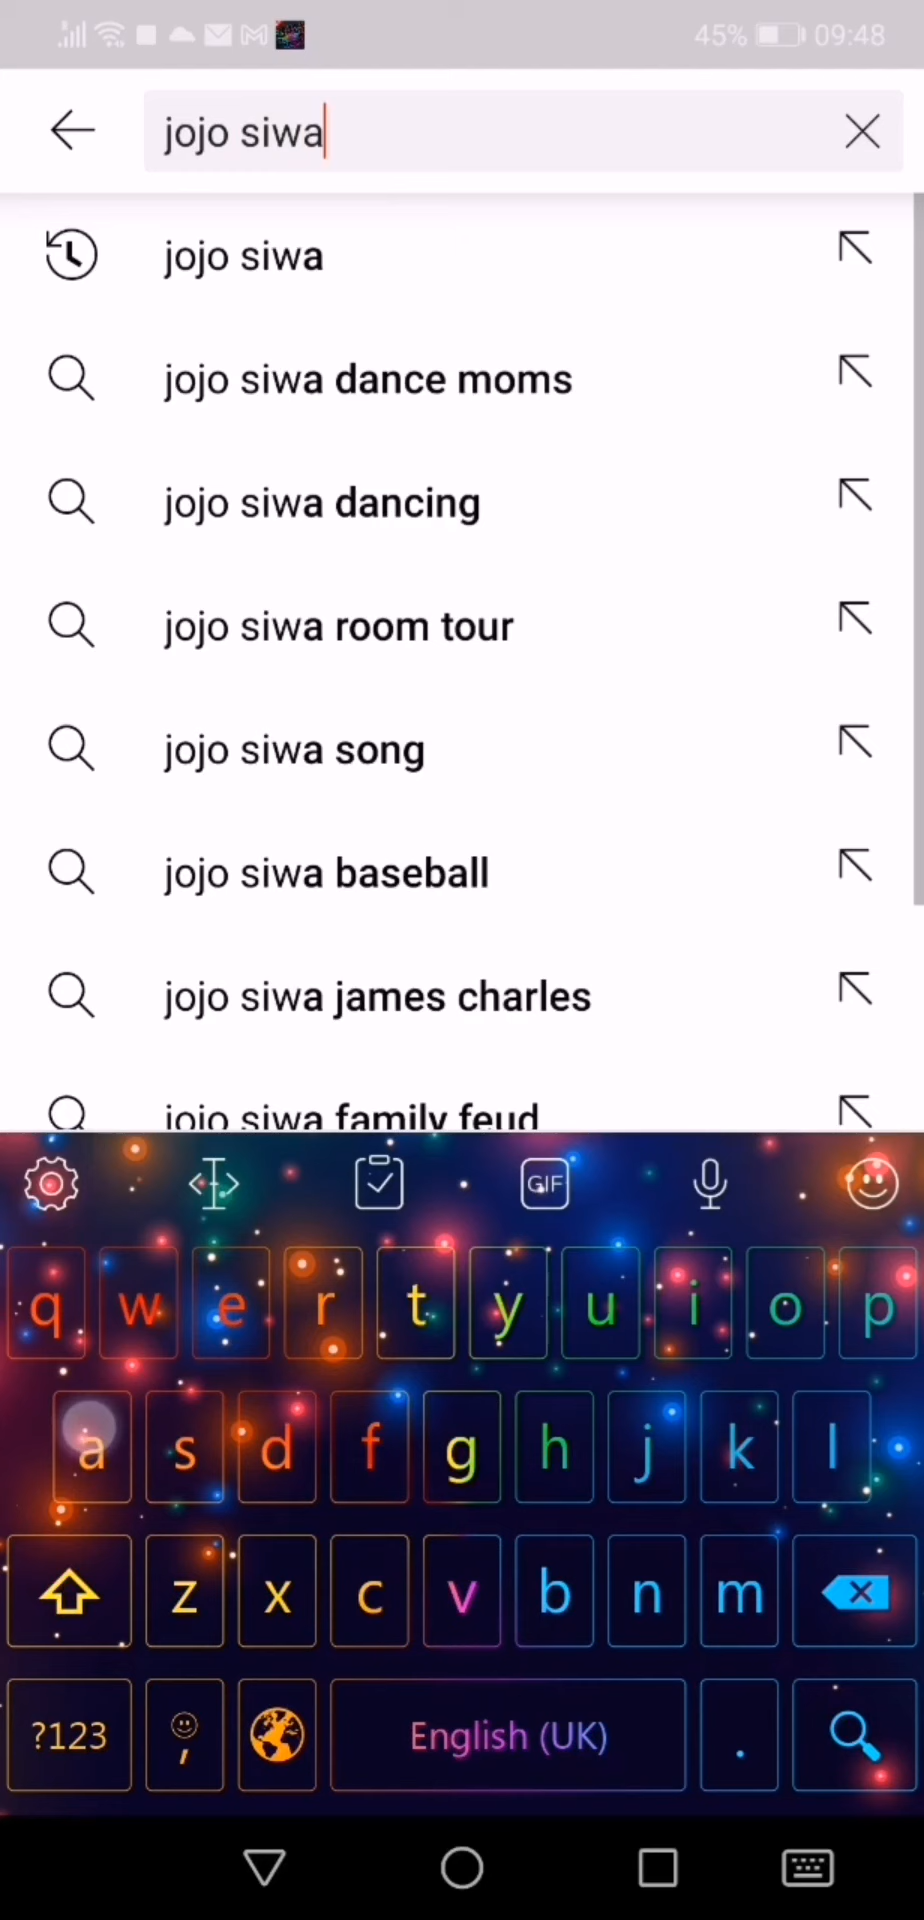 45% 09:48
jojo siwa
jojo siwa
jojo siwa dance moms
jojo siwa dancing
jojo siwa room tour
jojo siwa song
jojo siwa baseball
jojo siwa james charles
jojo siwa family feud
GIF
q w e r t y u i o p
a s d f g h j k l
z x c v b n m
?123 , English (UK) .